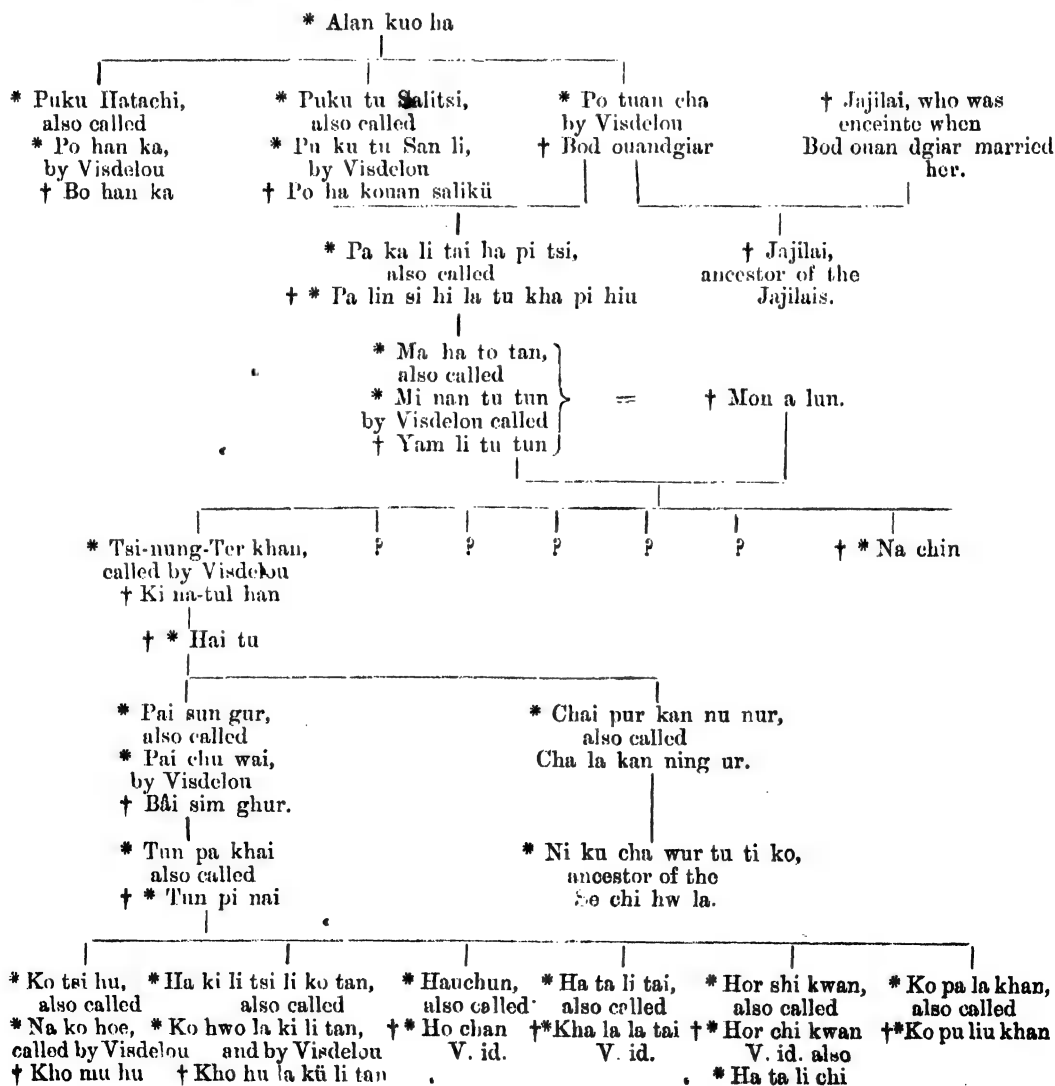 * Alan kuo ha
* Puku Hatachi,
also called
* Po han ka,
by Visdelou
† Bo han ka
* Puku tu Salitsi,
also called
* Pu ku tu San li,
by Visdelou
† Po ha kouan salikü
* Po tuan cha
by Visdelou
† Bod ouandgiar
† Jajilai, who was
enceinte when
Bod ouan dgiar married
her.
* Pa ka li tai ha pi tsi,
also called
† * Pa lin si hi la tu kha pi hiu
† Jajilai,
ancestor of the
Jajilais.
* Ma ha to tan,
also called
* Mi nan tu tun
by Visdelou called
† Yam li tu tun
=
† Mon a lun.
* Tsi-nung-Ter khan,
called by Visdelou
† Ki na-tul han
? ? ? ? ?
† * Na chin
† * Hai tu
* Pai sun gur,
also called
* Pai chu wai,
by Visdelou
† Bâi sim ghur.
* Chai pur kan nu nur,
also called
Cha la kan ning ur.
* Tun pa khai
also called
† * Tun pi nai
* Ni ku cha wur tu ti ko,
ancestor of the
Se chi hw la.
* Ko tsi hu,
also called
* Na ko hoe,
called by Visdelou
† Kho mu hu
* Ha ki li tsi li ko tan,
also called
* Ko hwo la ki li tan,
and by Visdelou
† Kho hu la kü li tan
* Hauchun,
also called
† * Ho chan
V. id.
* Ha ta li tai,
also called
†*Kha la la tai
V. id.
* Hor shi kwan,
also called
† * Hor chi kwan
V. id. also
* Ha ta li chi
* Ko pa la khan,
also called
†*Ko pu liu khan